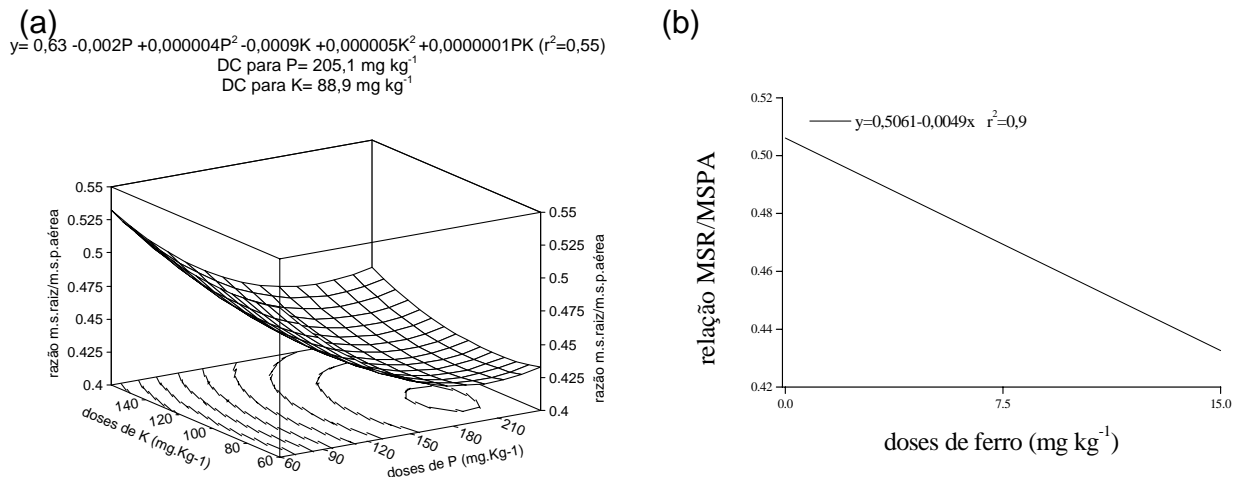 (a)
y= 0,63 -0,002P +0,000004P² -0,0009K +0,000005K² +0,0000001PK (r²=0,55)
DC para P= 205,1 mg kg⁻¹
DC para K= 88,9 mg kg⁻¹
razão m.s.raiz/m.s.p.aérea
0.55
0.525
0.5
0.475
0.45
0.425
0.4
140
120
100
80
60
doses de K (mg.Kg-1)
60
90
120
150
180
210
doses de P (mg.Kg-1)
0.55
0.525
0.5
0.475
0.45
0.425
0.4
razão m.s.raiz/m.s.p.aérea
(b)
y=0,5061-0,0049x r²=0,9
relação MSR/MSPA
0.52
0.50
0.48
0.46
0.44
0.42
0.0
7.5
15.0
doses de ferro (mg kg⁻¹)